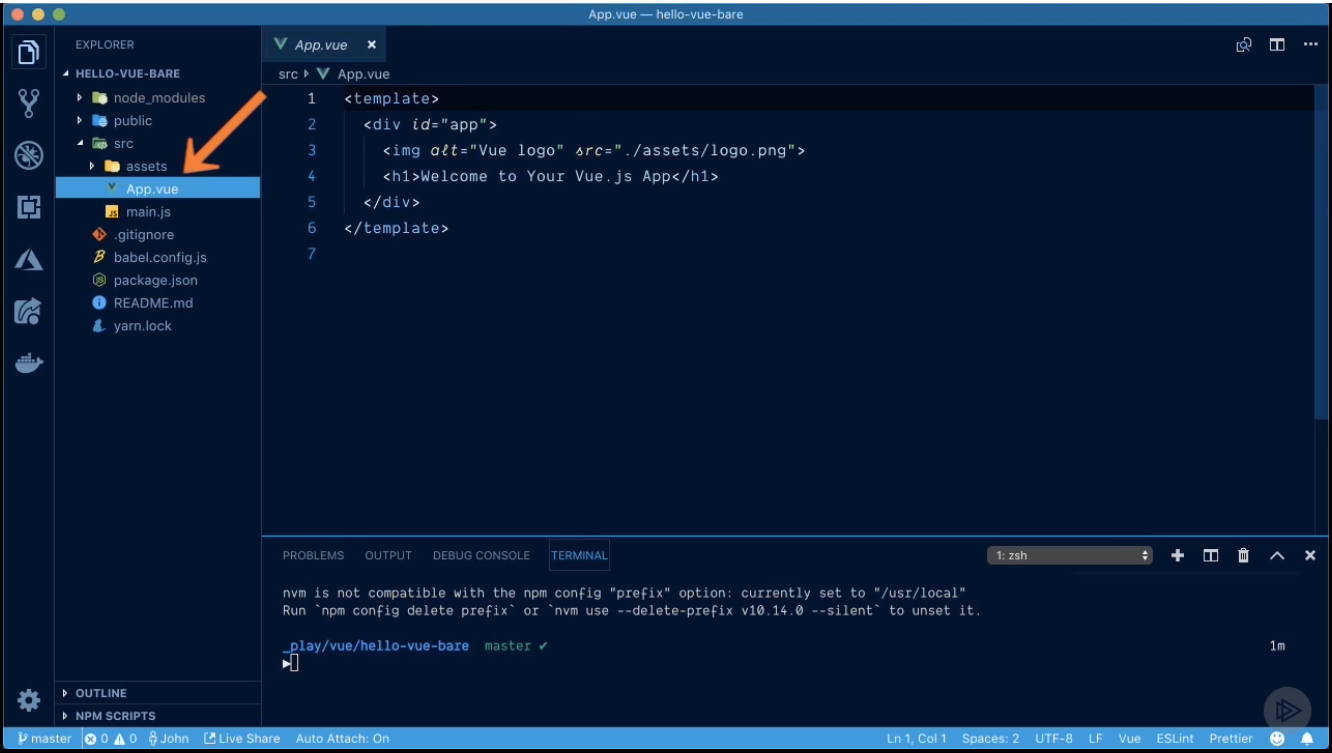 App.vue — hello-vue-bare
EXPLORER
HELLO-VUE-BARE
node_modules
public
src
assets
App.vue
main.js
.gitignore
babel.config.js
package.json
README.md
yarn.lock
OUTLINE
NPM SCRIPTS
App.vue ×
src App.vue
1 <template>
2 <div id="app">
3 <img alt="Vue logo" src="./assets/logo.png">
4 <h1>Welcome to Your Vue.js App</h1>
5 </div>
6 </template>
7
PROBLEMS OUTPUT DEBUG CONSOLE TERMINAL 1: zsh
nvm is not compatible with the npm config "prefix" option: currently set to "/usr/local"
Run `npm config delete prefix` or `nvm use --delete-prefix v10.14.0 --silent` to unset it.
_play/vue/hello-vue-bare master ✔ 1m
master 0 0 John Live Share Auto Attach: On Ln 1, Col 1 Spaces: 2 UTF-8 LF Vue ESLint Prettier